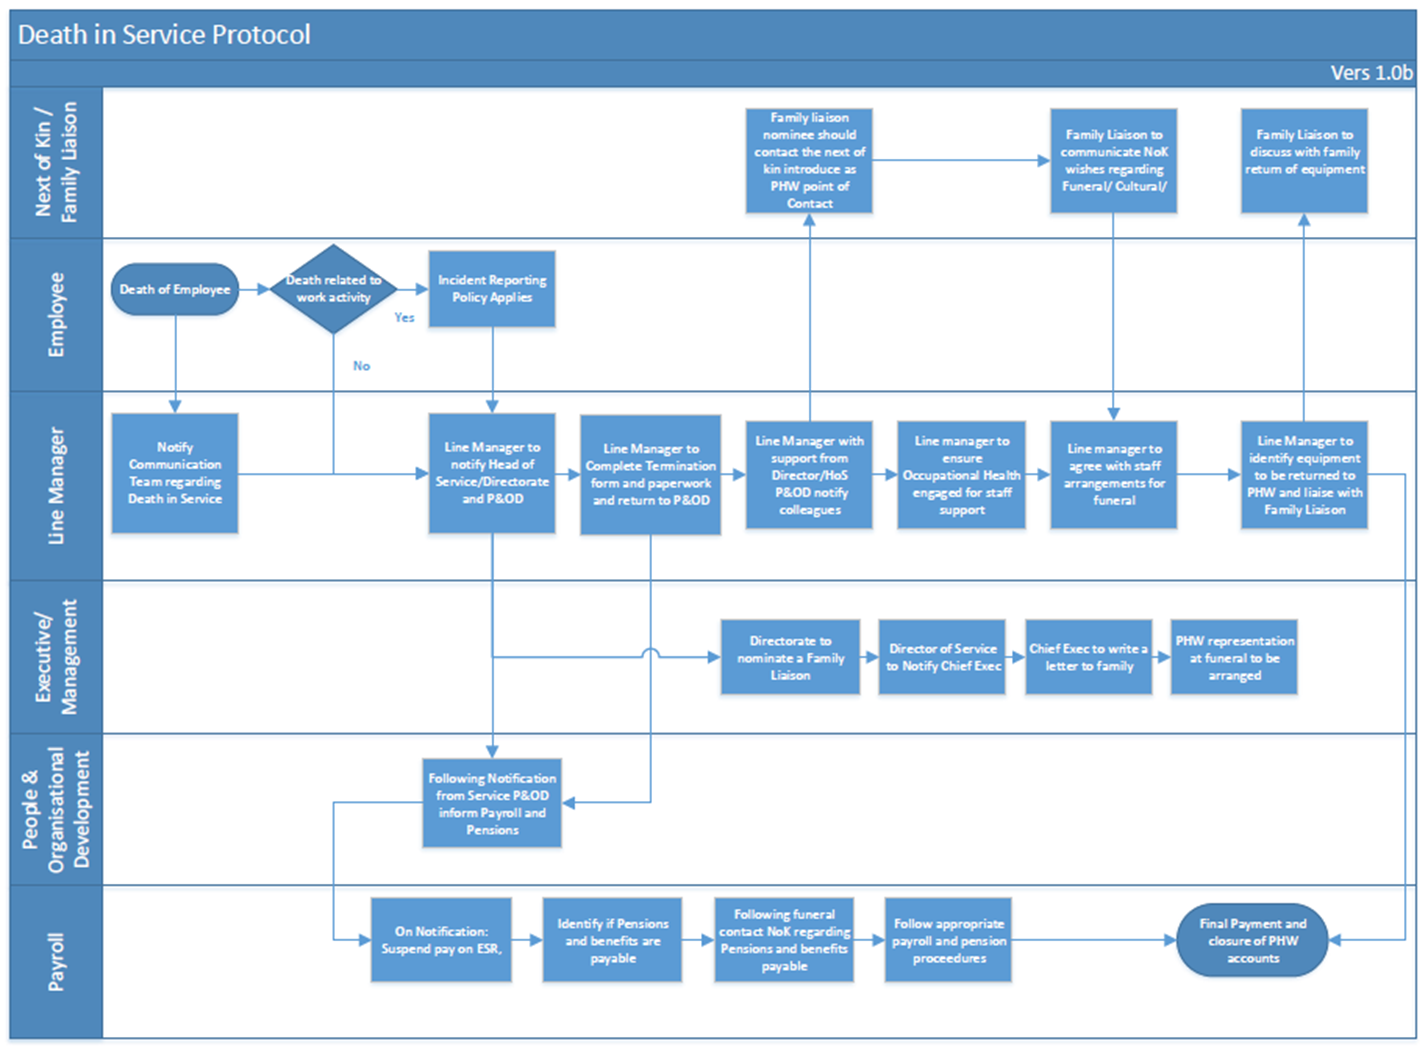 Death in Service Protocol
Vers 1.0b
Next of Kin /
Family Liaison
Family liaison
nominee should
contact the next of
kin introduce as
PHW point of
Contact
Family Liaison to
communicate NoK
wishes regarding
Funeral/ Cultural/
Family Liaison to
discuss with family
return of equipment
Employee
Death of Employee
Death related to
work activity
Yes
No
Incident Reporting
Policy Applies
Line Manager
Notify
Communication
Team regarding
Death in Service
Line Manager to
notify Head of
Service/Directorate
and P&OD
Line Manager to
Complete Termination
form and paperwork
and return to P&OD
Line Manager with
support from
Director/HoS
P&OD notify
colleagues
Line manager to
ensure
Occupational Health
engaged for staff
support
Line manager to
agree with staff
arrangements for
funeral
Line Manager to
identify equipment
to be returned to
PHW and liaise with
Family Liaison
Executive/
Management
Directorate to
nominate a Family
Liaison
Director of Service
to Notify Chief Exec
Chief Exec to write a
letter to family
PHW representation
at funeral to be
arranged
People &
Organisational
Development
Following Notification
from Service P&OD
inform Payroll and
Pensions
Payroll
On Notification:
Suspend pay on ESR,
Identify if Pensions
and benefits are
payable
Following funeral
contact NoK regarding
Pensions and benefits
payable
Follow appropriate
payroll and pension
proceedures
Final Payment and
closure of PHW
accounts